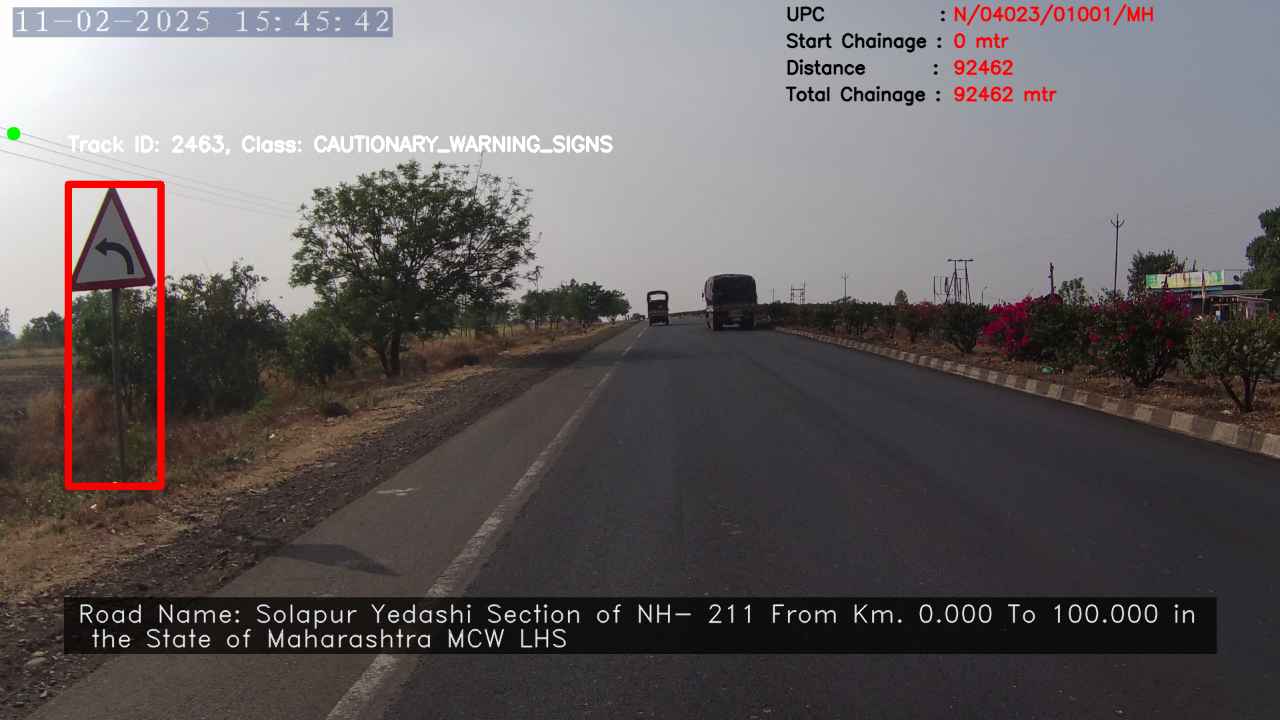 11-02-2025 15:45:42
UPC : N/04023/01001/MH
Start Chainage : 0 mtr
Distance : 92462
Total Chainage : 92462 mtr
Track ID: 2463, Class: CAUTIONARY_WARNING_SIGNS
Road Name: Solapur Yedashi Section of NH- 211 From Km. 0.000 To 100.000 in
the State of Maharashtra MCW LHS